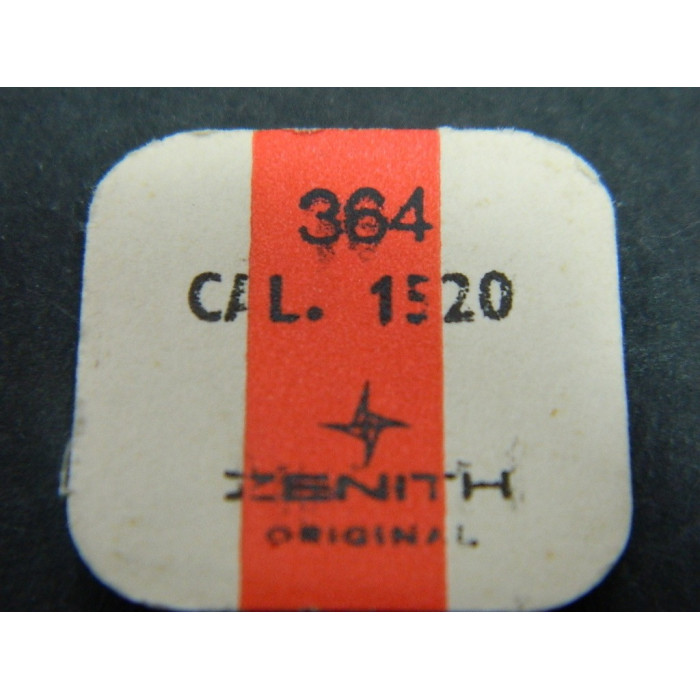 364
CAL. 1520
ZENITH
ORIGINAL